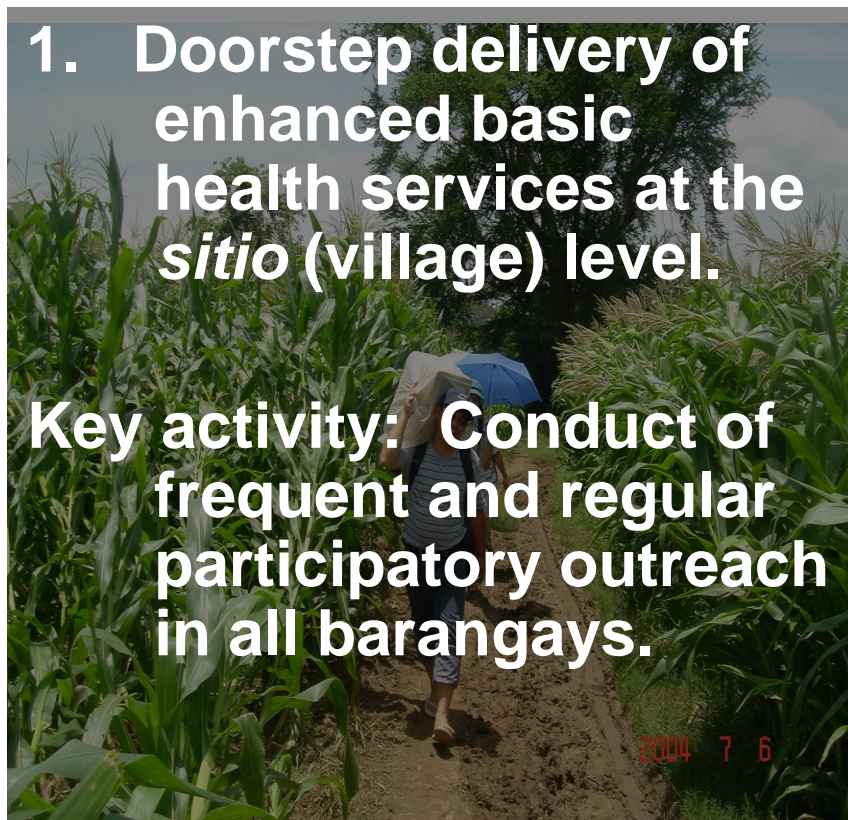 1. Doorstep delivery of
enhanced basic
health services at the
sitio (village) level.
Key activity: Conduct of
frequent and regular
participatory outreach
in all barangays.
2004 7 6